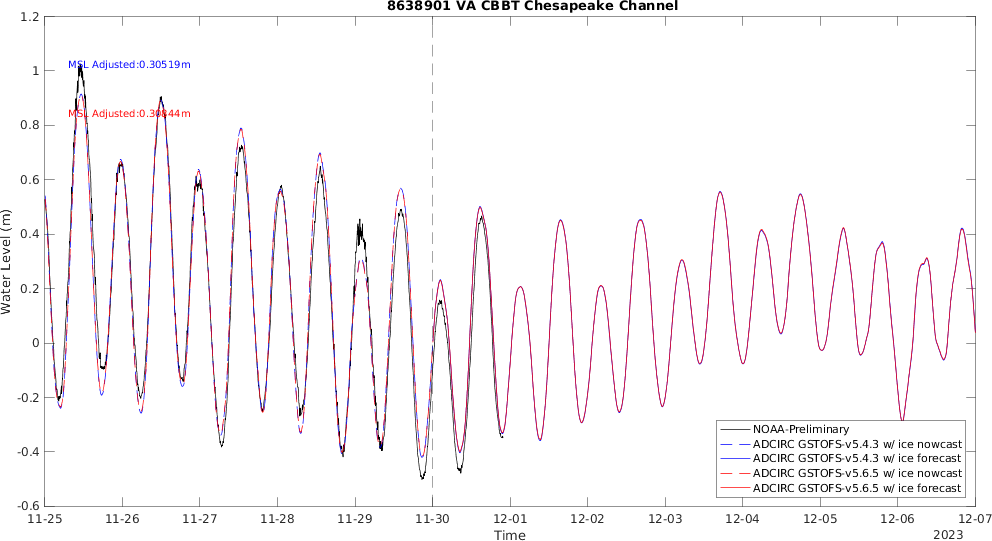 8638901 VA CBBT Chesapeake Channel
1.2
1
0.8
0.6
0.4
0.2
0
-0.2
-0.4
-0.6
Water Level (m)
MSL Adjusted:0.30519m
MSL Adjusted:0.30844m
NOAA-Preliminary
ADCIRC GSTOFS-v5.4.3 w/ ice nowcast
ADCIRC GSTOFS-v5.4.3 w/ ice forecast
ADCIRC GSTOFS-v5.6.5 w/ ice nowcast
ADCIRC GSTOFS-v5.6.5 w/ ice forecast
11-25 11-26 11-27 11-28 11-29 11-30 12-01 12-02 12-03 12-04 12-05 12-06 12-07
Time
2023